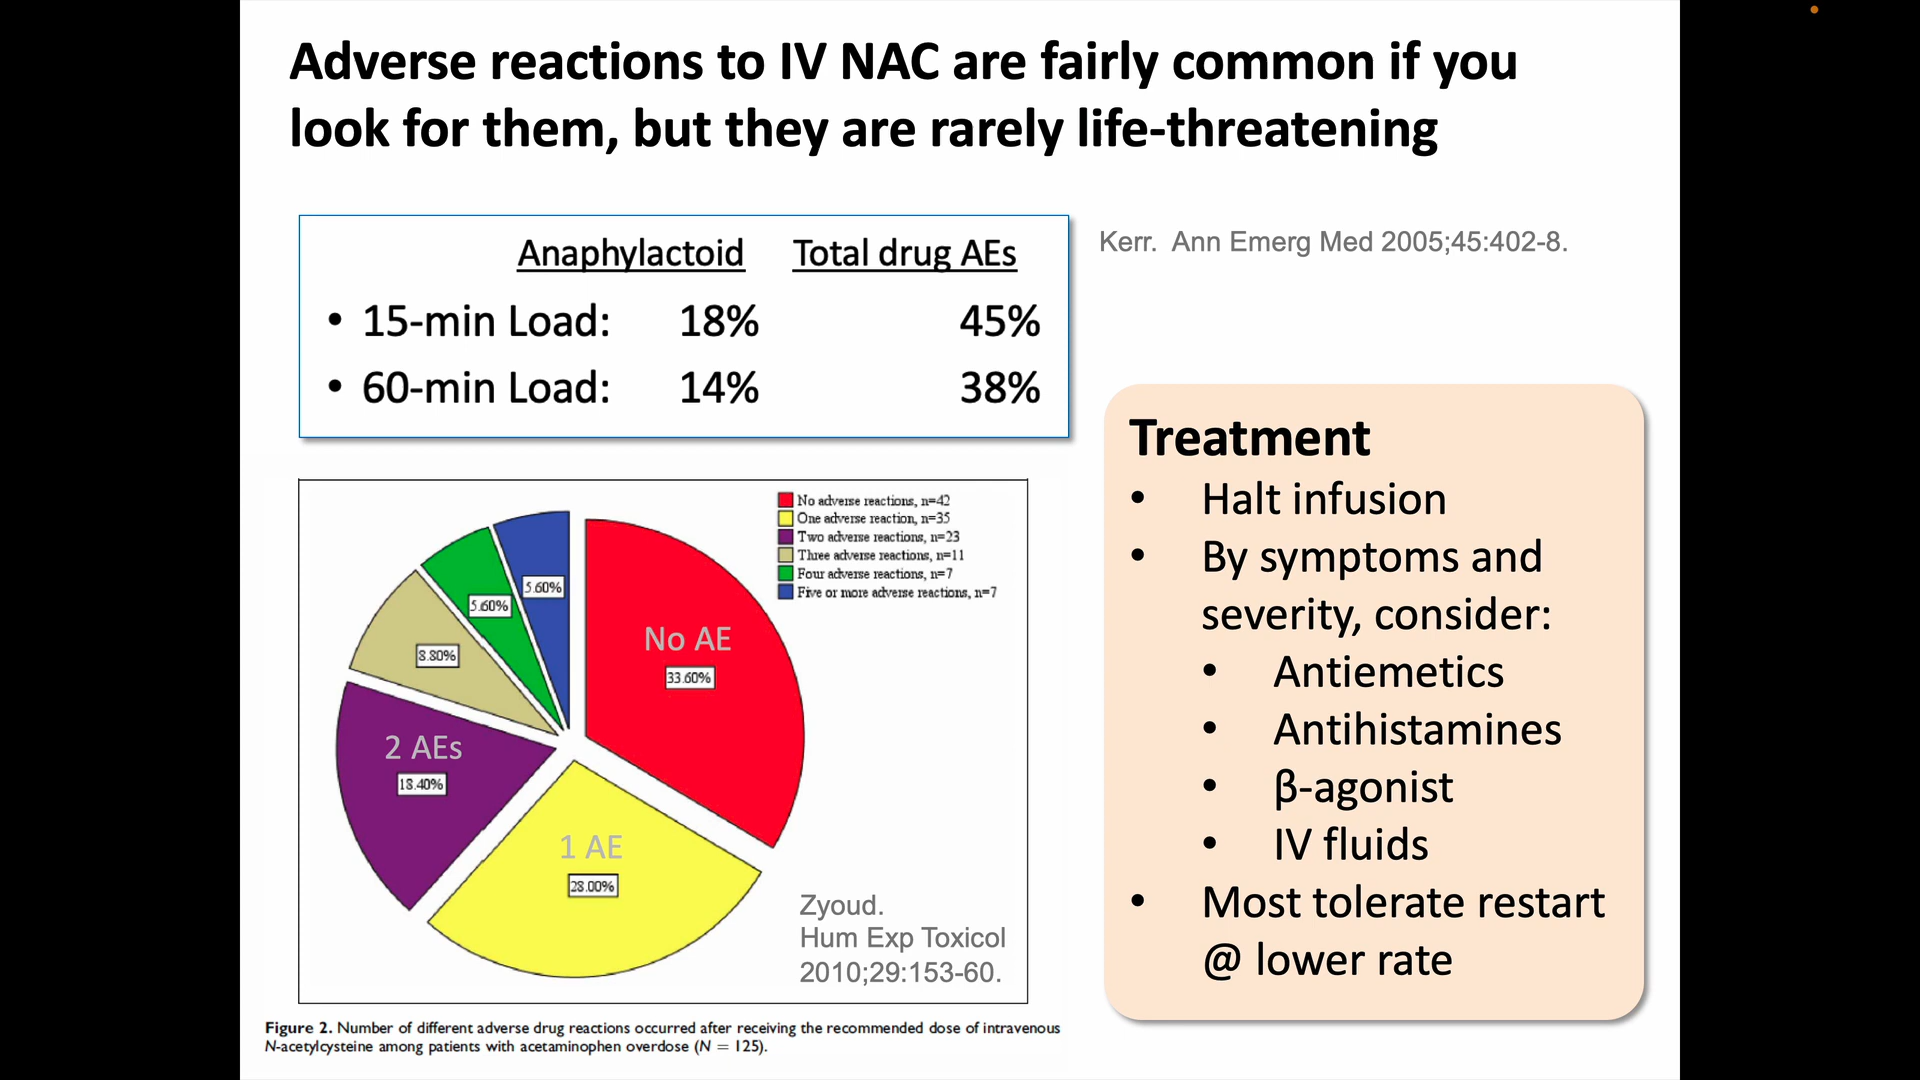 Adverse reactions to IV NAC are fairly common if you
look for them, but they are rarely life-threatening
Anaphylactoid Total drug AEs
• 15-min Load: 18% 45%
• 60-min Load: 14% 38%
Kerr. Ann Emerg Med 2005;45:402-8.
No adverse reactions, n=42
One adverse reaction, n=35
Two adverse reactions, n=23
Three adverse reactions, n=11
Four adverse reactions, n=7
Five or more adverse reactions, n=7
5.60%
5.60%
No AE
8.80%
33.60%
2 AEs
18.40%
1 AE
28.00%
Zyoud.
Hum Exp Toxicol
2010;29:153-60.
Figure 2. Number of different adverse drug reactions occurred after receiving the recommended dose of intravenous
N-acetylcysteine among patients with acetaminophen overdose (N = 125).
Treatment
• Halt infusion
• By symptoms and
severity, consider:
• Antiemetics
• Antihistamines
• β-agonist
• IV fluids
• Most tolerate restart
@ lower rate